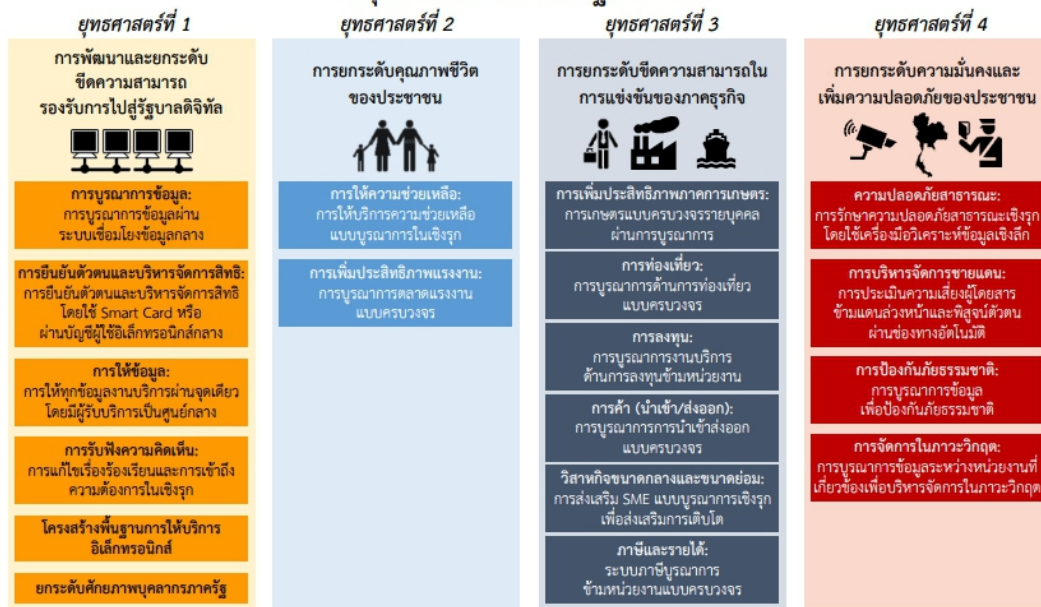 ยุทธศาสตร์ที่ 1
การพัฒนาและยกระดับ
ขีดความสามารถ
รองรับการไปสู่รัฐบาลดิจิทัล
การบูรณาการข้อมูล:
การบูรณาการข้อมูลผ่าน
ระบบเชื่อมโยงข้อมูลกลาง
การยืนยันตัวตนและบริหารจัดการสิทธิ:
การยืนยันตัวตนและบริหารจัดการสิทธิ
โดยใช้ Smart Card หรือ
ผ่านบัญชีผู้ใช้อิเล็กทรอนิกส์กลาง
การให้ข้อมูล:
การให้ทุกข้อมูลงานบริการผ่านจุดเดียว
โดยมีผู้รับบริการเป็นศูนย์กลาง
การรับฟังความคิดเห็น:
การแก้ไขเรื่องร้องเรียนและการเข้าถึง
ความต้องการในเชิงรุก
โครงสร้างพื้นฐานการให้บริการ
อิเล็กทรอนิกส์
ยกระดับศักยภาพบุคลากรภาครัฐ
ยุทธศาสตร์ที่ 2
การยกระดับคุณภาพชีวิต
ของประชาชน
การให้ความช่วยเหลือ:
การให้บริการความช่วยเหลือ
แบบบูรณาการในเชิงรุก
การเพิ่มประสิทธิภาพแรงงาน:
การบูรณาการตลาดแรงงาน
แบบครบวงจร
ยุทธศาสตร์ที่ 3
การยกระดับขีดความสามารถใน
การแข่งขันของภาคธุรกิจ
การเพิ่มประสิทธิภาพภาคการเกษตร:
การเกษตรแบบครบวงจรรายบุคคล
ผ่านการบูรณาการ
การท่องเที่ยว:
การบูรณาการด้านการท่องเที่ยว
แบบครบวงจร
การลงทุน:
การบูรณาการงานบริการ
ด้านการลงทุนข้ามหน่วยงาน
การค้า (นำเข้า/ส่งออก):
การบูรณาการการนำเข้าส่งออก
แบบครบวงจร
วิสาหกิจขนาดกลางและขนาดย่อม:
การส่งเสริม SME แบบบูรณาการเชิงรุก
เพื่อส่งเสริมการเติบโต
ภาษีและรายได้:
ระบบภาษีบูรณาการ
ข้ามหน่วยงานแบบครบวงจร
ยุทธศาสตร์ที่ 4
การยกระดับความมั่นคงและ
เพิ่มความปลอดภัยของประชาชน
ความปลอดภัยสาธารณะ:
การรักษาความปลอดภัยสาธารณะเชิงรุก
โดยใช้เครื่องมือวิเคราะห์ข้อมูลเชิงลึก
การบริหารจัดการชายแดน:
การประเมินความเสี่ยงผู้โดยสาร
ข้ามแดนล่วงหน้าและพิสูจน์ตัวตน
ผ่านช่องทางอัตโนมัติ
การป้องกันภัยธรรมชาติ:
การบูรณาการข้อมูล
เพื่อป้องกันภัยธรรมชาติ
การจัดการในภาวะวิกฤต:
การบูรณาการข้อมูลระหว่างหน่วยงานที่
เกี่ยวข้องเพื่อบริหารจัดการในภาวะวิกฤต